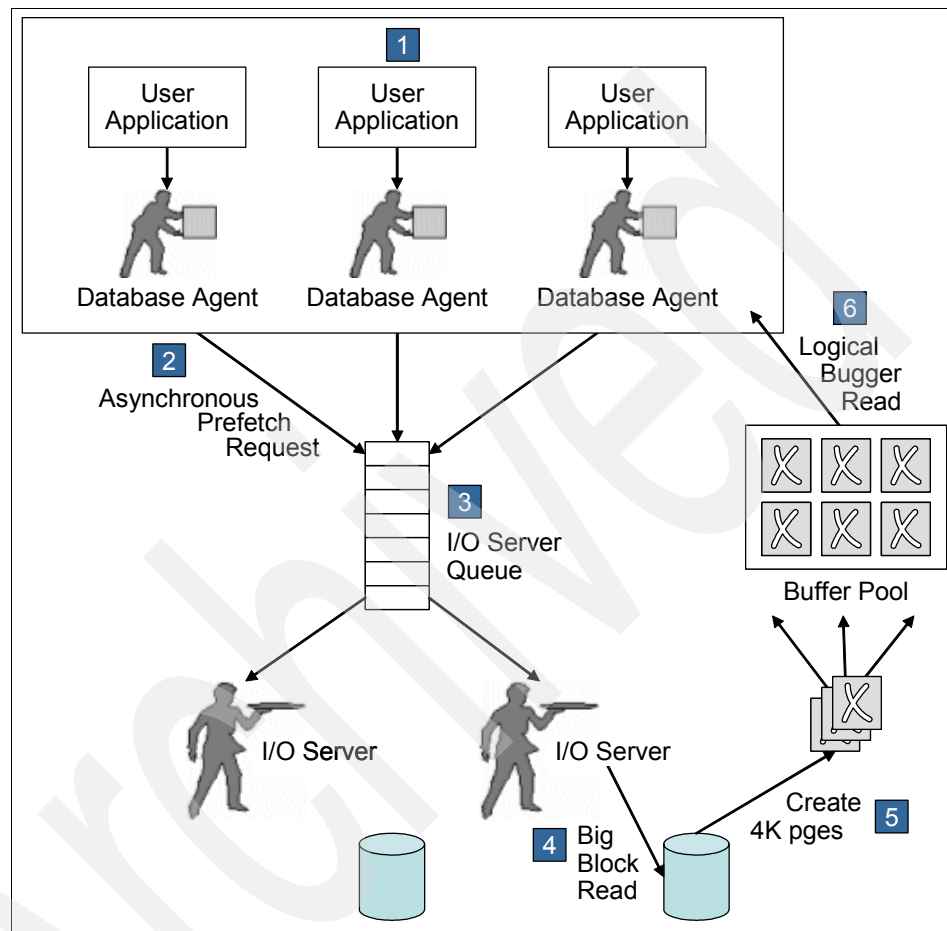 1
User
Application
User
Application
User
Application
Database Agent
Database Agent
Database Agent
2
Asynchronous
Prefetch
Request
6
Logical
Bugger
Read
3
I/O Server
Queue
Buffer Pool
I/O Server
I/O Server
4
Big
Block
Read
Create
4K pges
5
Archived